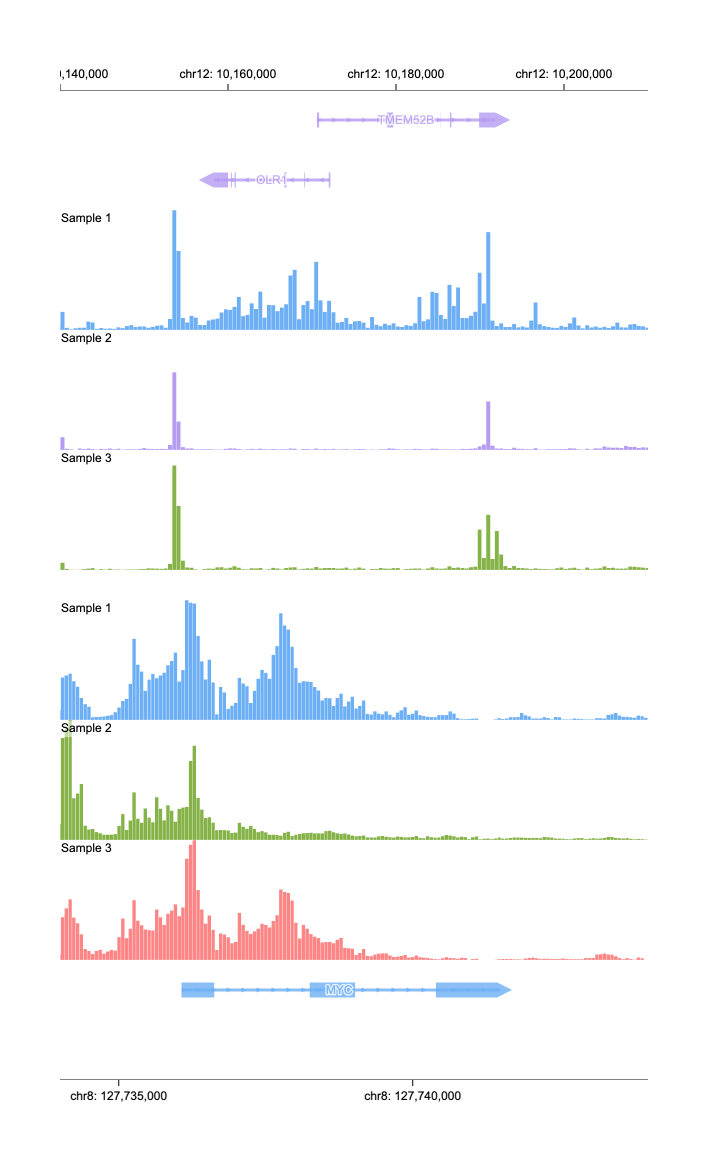 ),140,000 chr12: 10,160,000 chr12: 10,180,000 chr12: 10,200,000
TMEM52B
OLR1
Sample 1
Sample 2
Sample 3
Sample 1
Sample 2
Sample 3
MYC
chr8: 127,735,000 chr8: 127,740,000